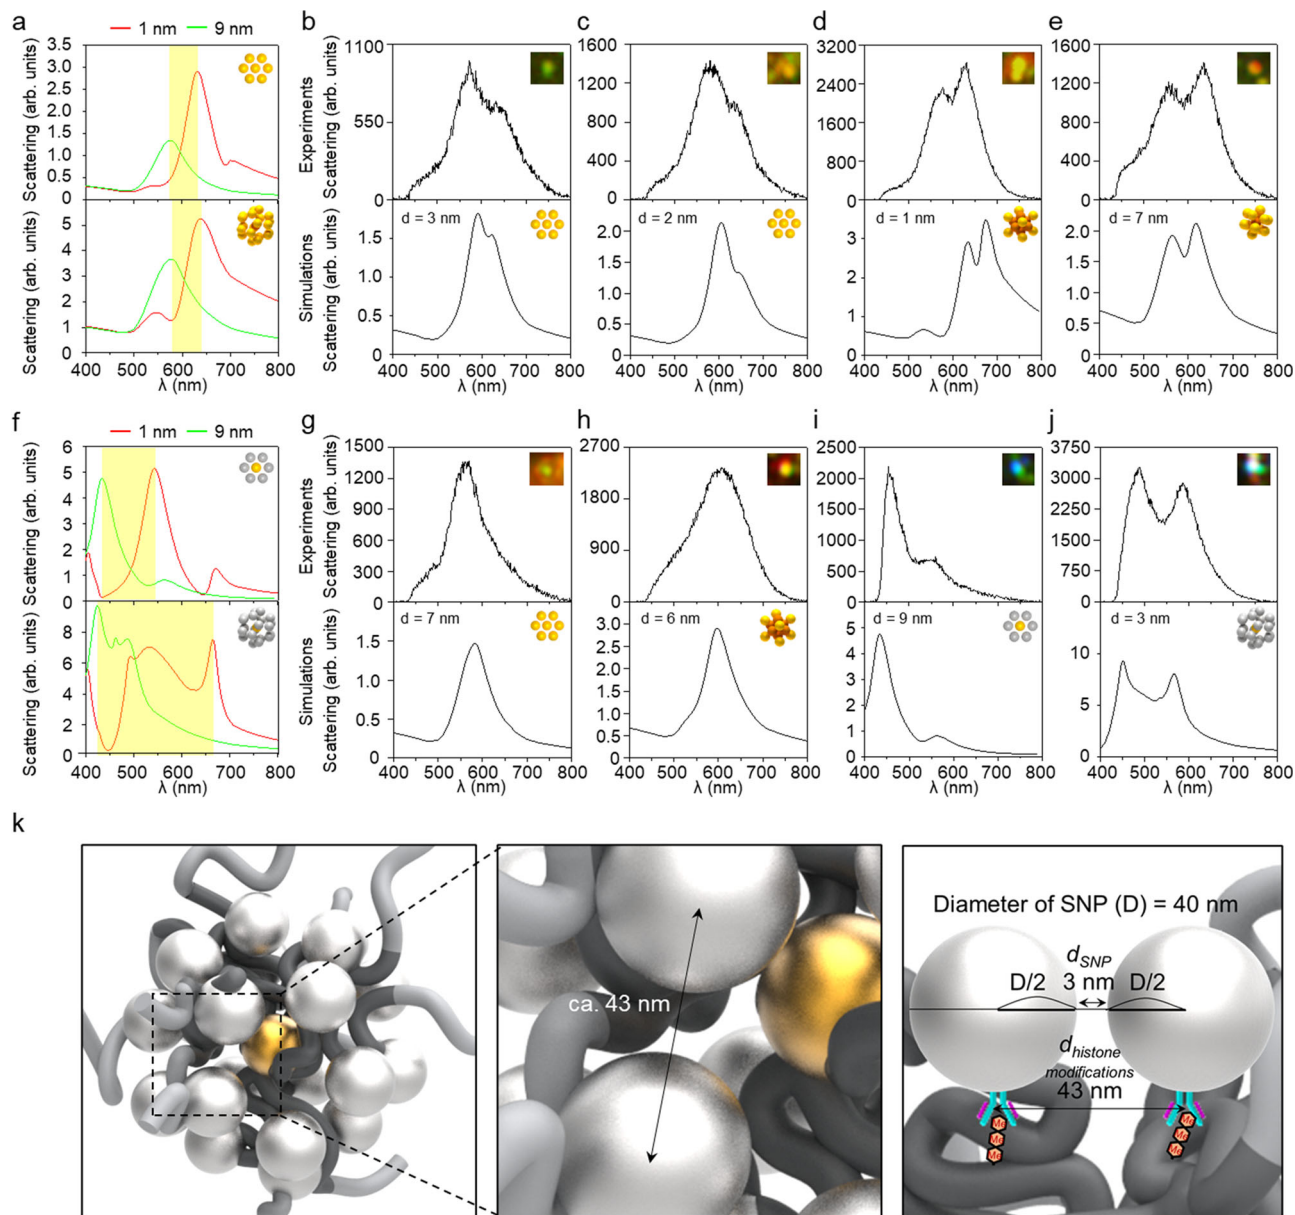 a
1 nm
9 nm
Scattering (arb. units)
3.5
3.0
2.5
2.0
1.5
1.0
0.5
0
Scattering (arb. units)
5
4
3
2
1
0
400 500 600 700 800
λ (nm)
b
Experiments
Scattering (arb. units)
1100
550
0
Simulations
Scattering (arb. units)
d = 3 nm
1.5
1.0
0.5
0
400 500 600 700 800
λ (nm)
c
1600
1200
800
400
0
d = 2 nm
2.5
2.0
1.5
1.0
0.5
0
400 500 600 700 800
λ (nm)
d
3200
2400
1600
800
0
d = 1 nm
3
2
1
0
400 500 600 700 800
λ (nm)
e
1600
1200
800
400
0
d = 7 nm
2.0
1.5
1.0
0.5
0
400 500 600 700 800
λ (nm)
f
1 nm
9 nm
Scattering (arb. units)
6
5
4
3
2
1
0
Scattering (arb. units)
8
6
4
2
0
400 500 600 700 800
λ (nm)
g
Experiments
Scattering (arb. units)
1500
1200
900
600
300
0
Simulations
Scattering (arb. units)
d = 7 nm
1.5
1.0
0.5
0
400 500 600 700 800
λ (nm)
h
2700
1800
900
0
d = 6 nm
3.0
2.5
2.0
1.5
1.0
0.5
0
400 500 600 700 800
λ (nm)
i
2500
2000
1500
1000
500
0
d = 9 nm
5
4
3
2
1
0
400 500 600 700 800
λ (nm)
j
3750
3000
2250
1500
750
0
d = 3 nm
10
5
0
400 500 600 700 800
λ (nm)
k
ca. 43 nm
Diameter of SNP (D) = 40 nm
dSNP
D/2 3 nm D/2
dhistone
modifications
43 nm
Me Me
Me Me
Me Me